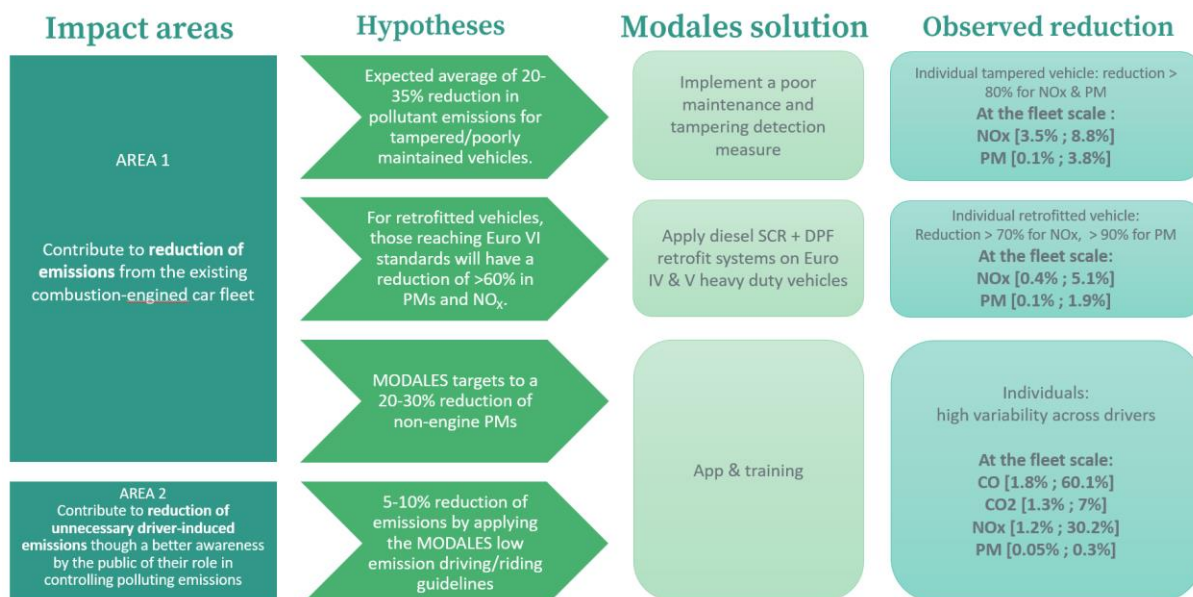 Impact areas
Hypotheses
Modales solution
Observed reduction
AREA 1
Contribute to reduction of
emissions from the existing
combustion-engined car fleet
Expected average of 20-
35% reduction in
pollutant emissions for
tampered/poorly
maintained vehicles.
Implement a poor
maintenance and
tampering detection
measure
Individual tampered vehicle: reduction >
80% for NOx & PM
At the fleet scale :
NOx [3.5% ; 8.8%]
PM [0.1% ; 3.8%]
For retrofitted vehicles,
those reaching Euro VI
standards will have a
reduction of >60% in
PMs and NOX.
Apply diesel SCR + DPF
retrofit systems on Euro
IV & V heavy duty vehicles
Individual retrofitted vehicle:
Reduction > 70% for NOx, > 90% for PM
At the fleet scale:
NOx [0.4% ; 5.1%]
PM [0.1% ; 1.9%]
MODALES targets to a
20-30% reduction of
non-engine PMs
App & training
Individuals:
high variability across drivers
At the fleet scale:
CO [1.8% ; 60.1%]
CO2 [1.3% ; 7%]
NOx [1.2% ; 30.2%]
PM [0.05% ; 0.3%]
AREA 2
Contribute to reduction of
unnecessary driver-induced
emissions though a better awareness
by the public of their role in
controlling polluting emissions
5-10% reduction of
emissions by applying
the MODALES low
emission driving/riding
guidelines